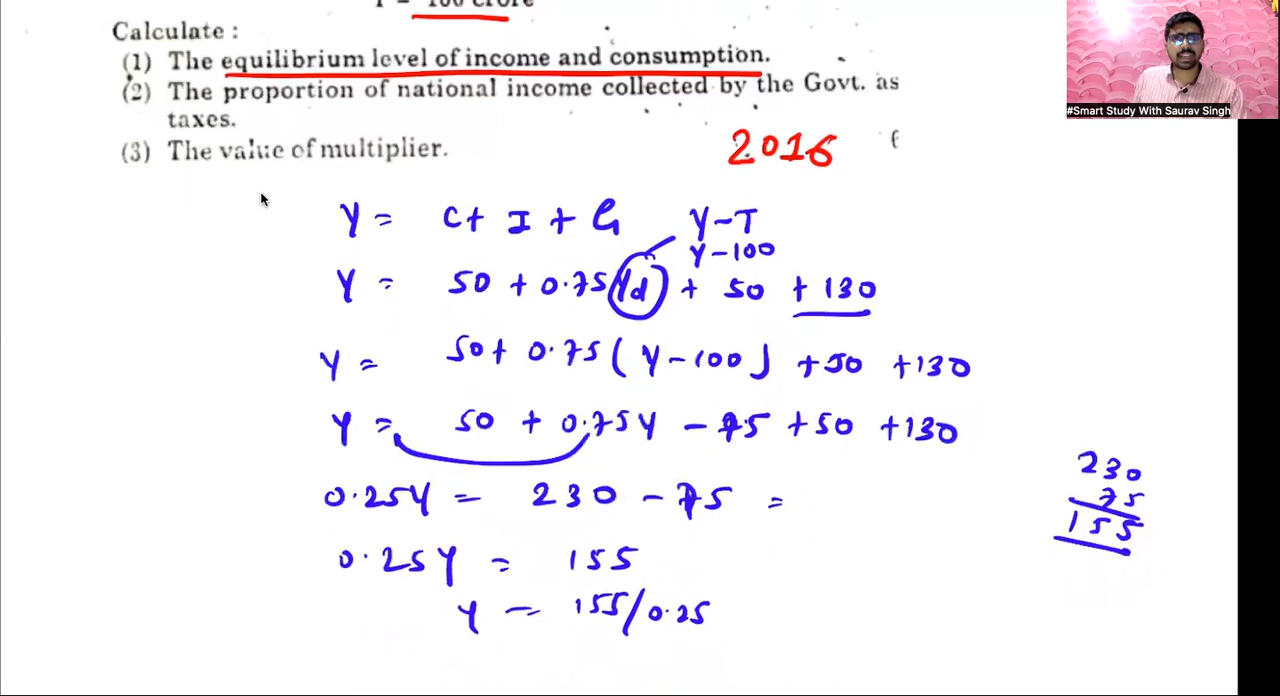 100 crore
Calculate :
(1) The equilibrium level of income and consumption.
(2) The proportion of national income collected by the Govt. as
taxes.
(3) The value of multiplier.
2016
#Smart Study With Saurav Singh
Y = C+ I + G Y-T
Y-100
Y = 50 + 0.75 Yd + 50 + 130
Y = 50+ 0.75 ( Y-100 ) +50 +130
Y = 50 + 0.75Y - 75 +50 +130
0.25Y = 230 - 75 =
0.25Y = 155
Y = 155/0.25
230
75
155